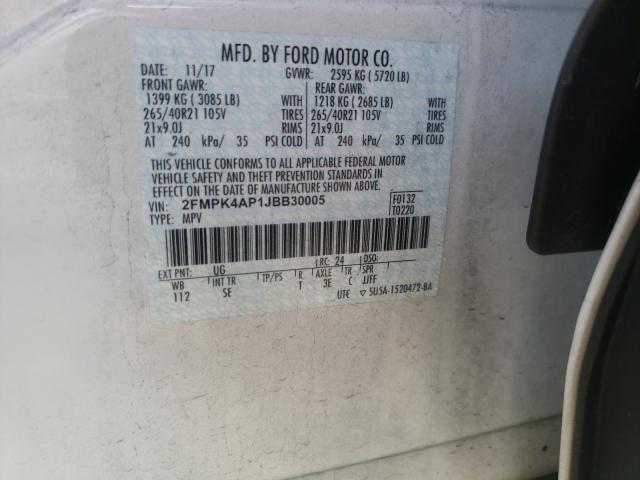 MFD. BY FORD MOTOR CO.
DATE: 11/17 GVWR: 2595 KG ( 5720 LB)
FRONT GAWR: REAR GAWR:
1399 KG ( 3085 LB) WITH 1218 KG ( 2685 LB) WITH
265/40R21 105V TIRES 265/40R21 105V TIRES
21x9.0J RIMS 21x9.0J RIMS
AT 240 kPa/ 35 PSI COLD AT 240 kPa/ 35 PSI COLD
THIS VEHICLE CONFORMS TO ALL APPLICABLE FEDERAL MOTOR
VEHICLE SAFETY AND THEFT PREVENTION STANDARDS IN
EFFECT ON THE DATE OF MANUFACTURE SHOWN ABOVE.
VIN: 2FMPK4AP1JBB30005 F0132
TYPE: MPV T0220
EXT PNT: UG RC: 24 DSO:
WB INT TR TP/PS R AXLE TR SPR
112 SE T 3E C JJFF
UTE ▽ 5U5A-1520472-BA